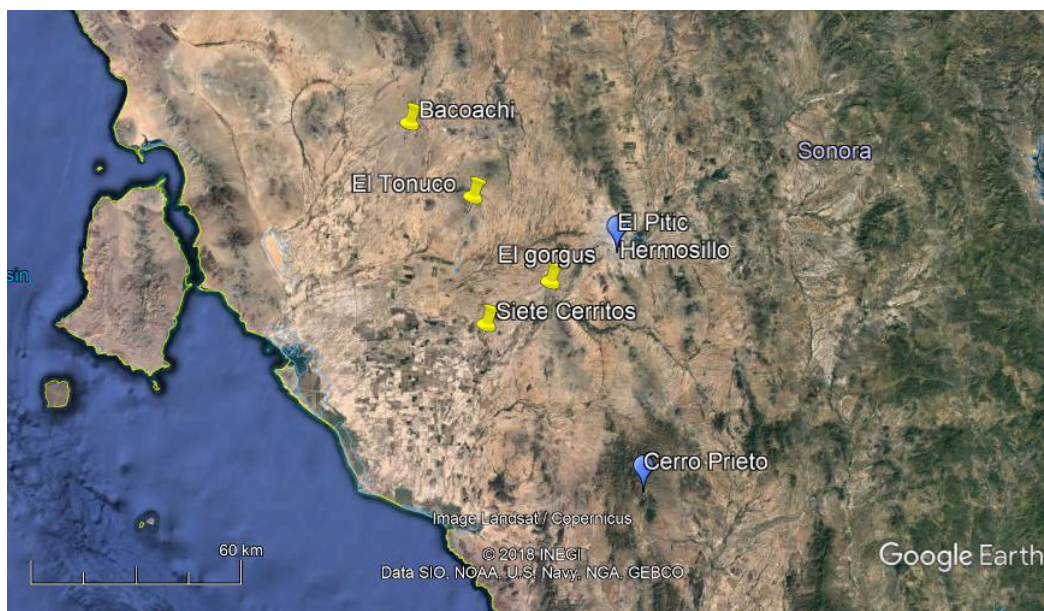 Bacoachi
Sonora
El Tonuco
El Pitic
Hermosillo
El gorgus
Siete Cerritos
sin
Cerro Prieto
Image Landsat / Copernicus
60 km
© 2018 INEGI
Data SIO, NOAA, U.S. Navy, NGA, GEBCO
Google Earth